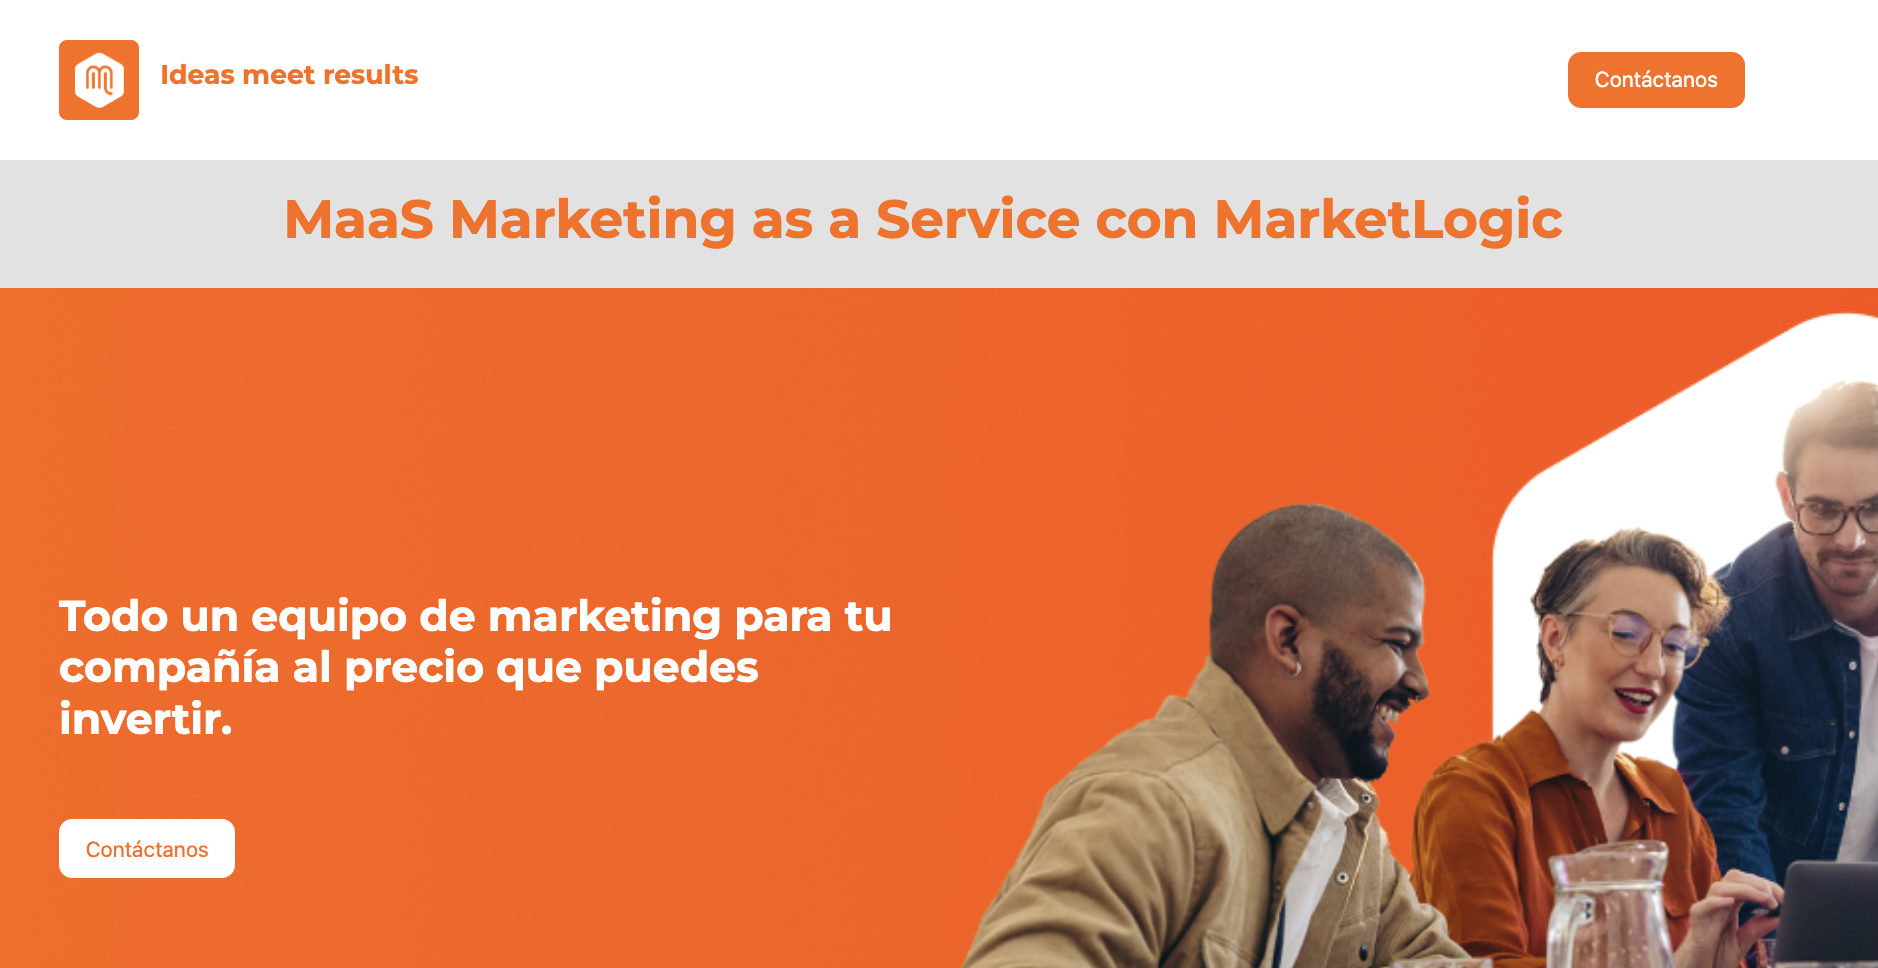 Ideas meet results
Contáctanos
MaaS Marketing as a Service con MarketLogic
Todo un equipo de marketing para tu
compañía al precio que puedes
invertir.
Contáctanos